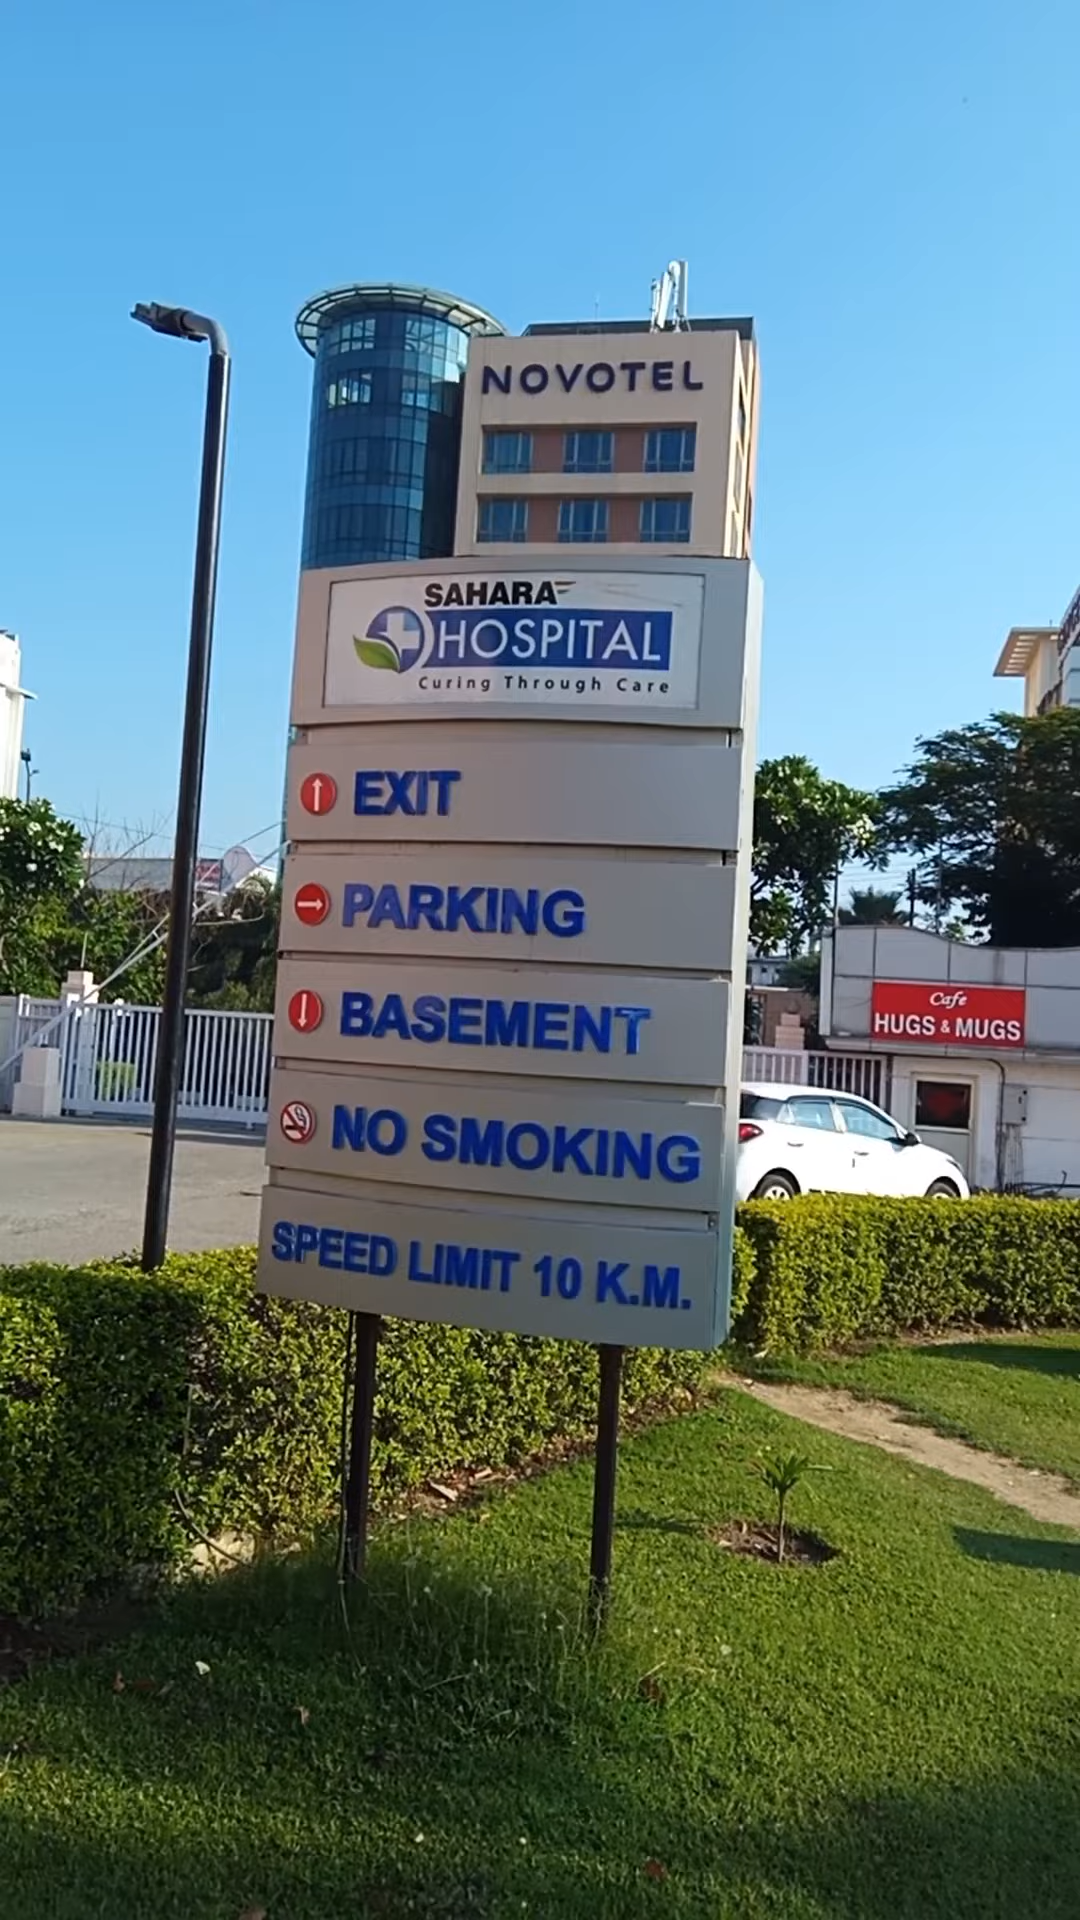 NOVOTEL
SAHARA
HOSPITAL
Curing Through Care
EXIT
PARKING
BASEMENT
NO SMOKING
SPEED LIMIT 10 K.M.
Cafe
HUGS & MUGS